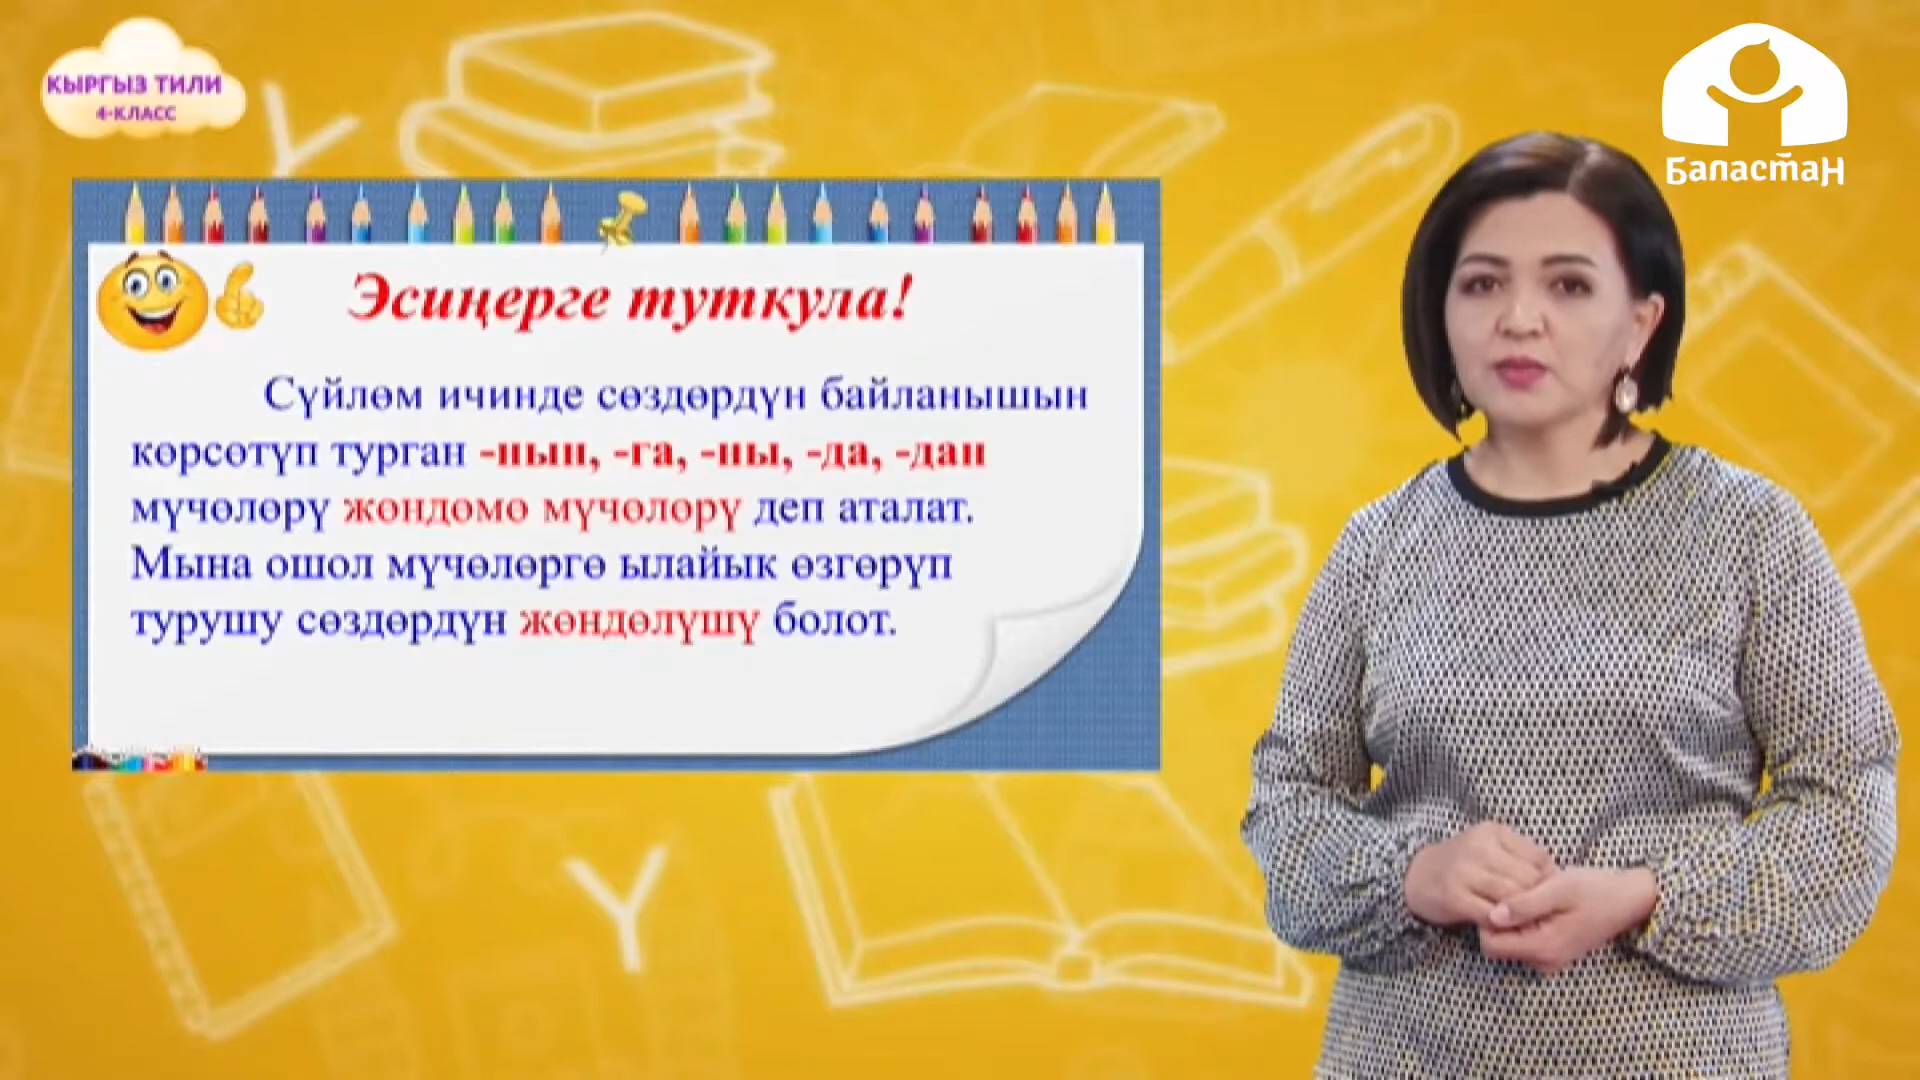 КЫРГЫЗ ТИЛИ
4-КЛАСС
Баластан
Эсиңерге туткула!
Сүйлөм ичинде сөздөрдүн байланышын
көрсөтүп турган -нын, -га, -ны, -да, -дан
мүчөлөрү жөндөмө мүчөлөрү деп аталат.
Мына ошол мүчөлөргө ылайык өзгөрүп
турушу сөздөрдүн жөндөлүшү болот.
Y
Y